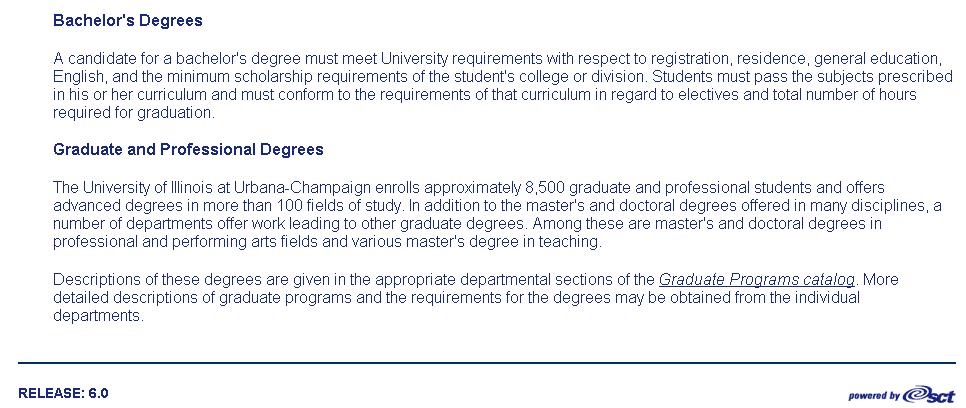 Bachelor's Degrees
A candidate for a bachelor's degree must meet University requirements with respect to registration, residence, general education,
English, and the minimum scholarship requirements of the student's college or division. Students must pass the subjects prescribed
in his or her curriculum and must conform to the requirements of that curriculum in regard to electives and total number of hours
required for graduation.
Graduate and Professional Degrees
The University of Illinois at Urbana-Champaign enrolls approximately 8,500 graduate and professional students and offers
advanced degrees in more than 100 fields of study. In addition to the master's and doctoral degrees offered in many disciplines, a
number of departments offer work leading to other graduate degrees. Among these are master's and doctoral degrees in
professional and performing arts fields and various master's degree in teaching.
Descriptions of these degrees are given in the appropriate departmental sections of the Graduate Programs catalog. More
detailed descriptions of graduate programs and the requirements for the degrees may be obtained from the individual
departments.
RELEASE: 6.0
powered by sct